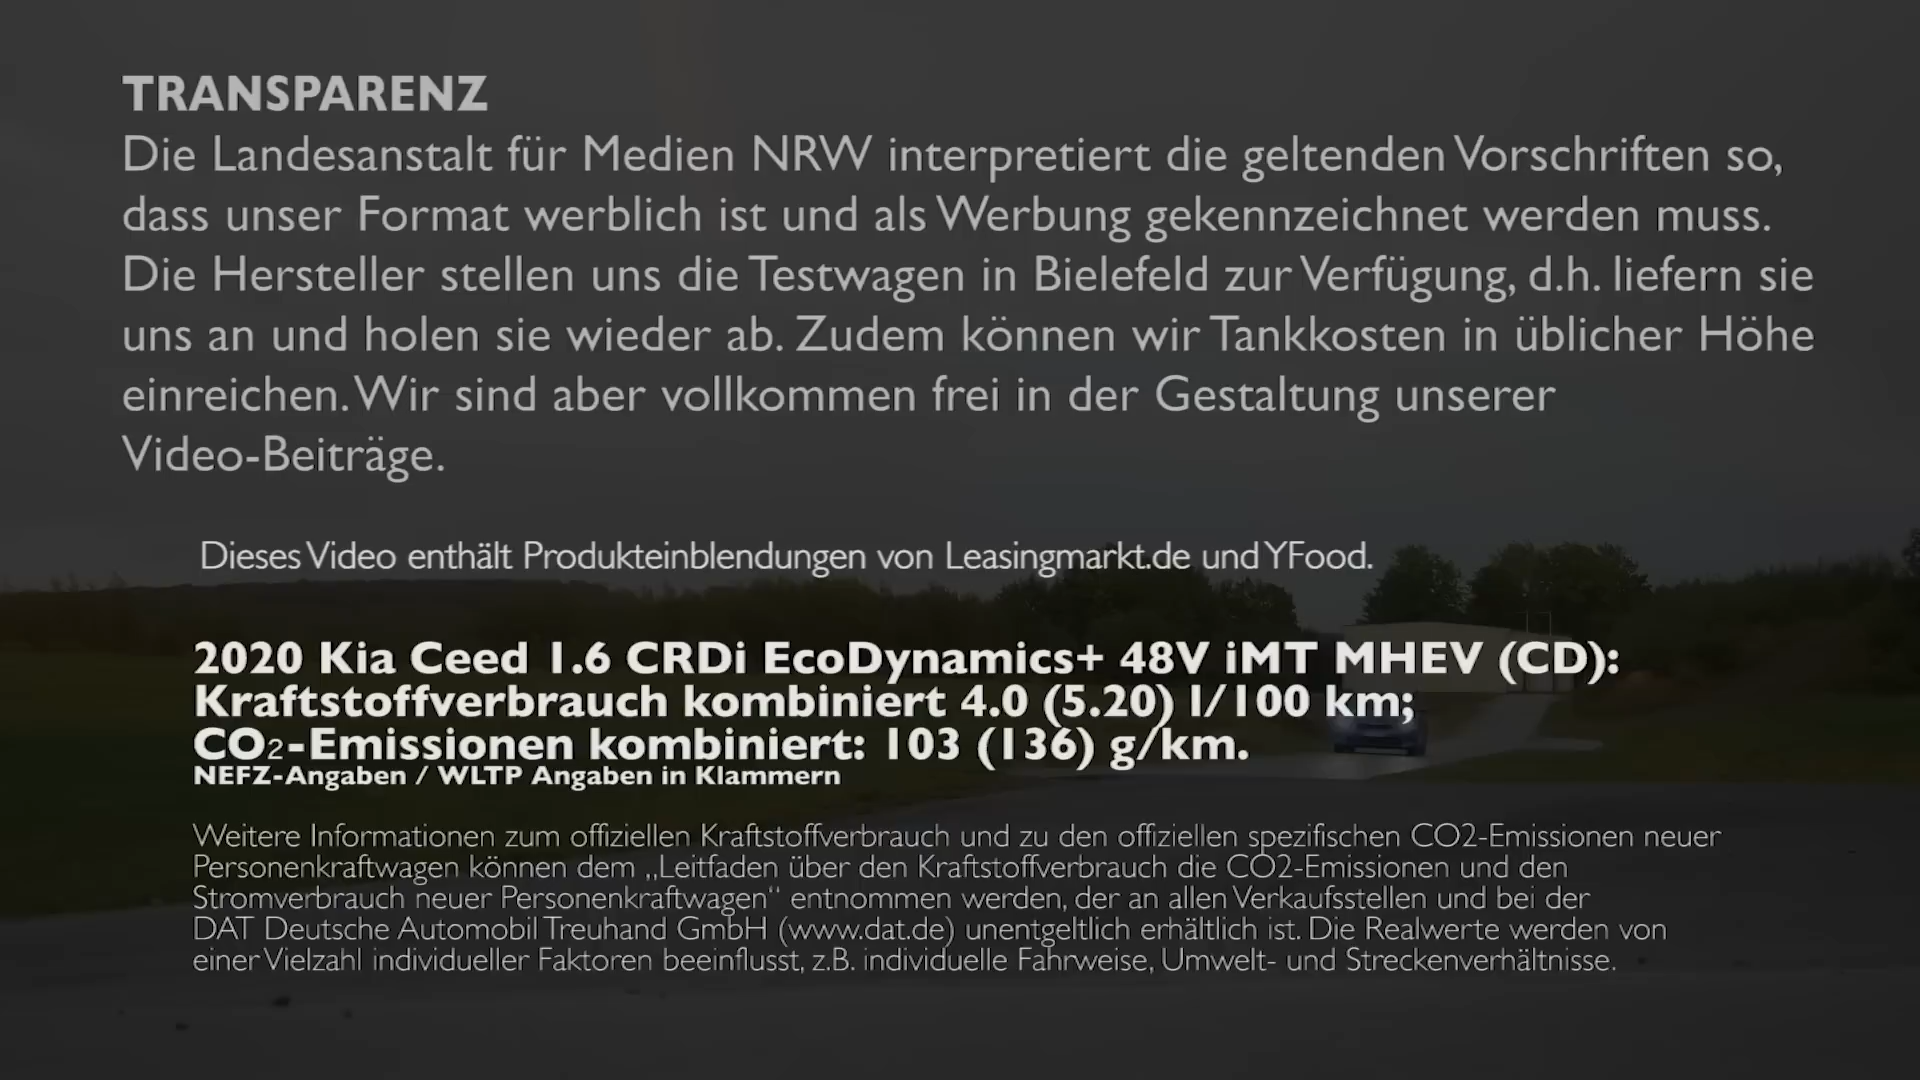 TRANSPARENZ
Die Landesanstalt für Medien NRW interpretiert die geltenden Vorschriften so,
dass unser Format werblich ist und als Werbung gekennzeichnet werden muss.
Die Hersteller stellen uns die Testwagen in Bielefeld zur Verfügung, d.h. liefern sie
uns an und holen sie wieder ab. Zudem können wir Tankkosten in üblicher Höhe
einreichen. Wir sind aber vollkommen frei in der Gestaltung unserer
Video-Beiträge.
Dieses Video enthält Produkteinblendungen von Leasingmarkt.de und YFood.
2020 Kia Ceed 1.6 CRDi EcoDynamics+ 48V iMT MHEV (CD):
Kraftstoffverbrauch kombiniert 4.0 (5.20) l/100 km;
CO2-Emissionen kombiniert: 103 (136) g/km.
NEFZ-Angaben / WLTP Angaben in Klammern
Weitere Informationen zum offiziellen Kraftstoffverbrauch und zu den offiziellen spezifischen CO2-Emissionen neuer
Personenkraftwagen können dem „Leitfaden über den Kraftstoffverbrauch die CO2-Emissionen und den
Stromverbrauch neuer Personenkraftwagen“ entnommen werden, der an allen Verkaufsstellen und bei der
DAT Deutsche Automobil Treuhand GmbH (www.dat.de) unentgeltlich erhältlich ist. Die Realwerte werden von
einer Vielzahl individueller Faktoren beeinflusst, z.B. individuelle Fahrweise, Umwelt- und Streckenverhältnisse.